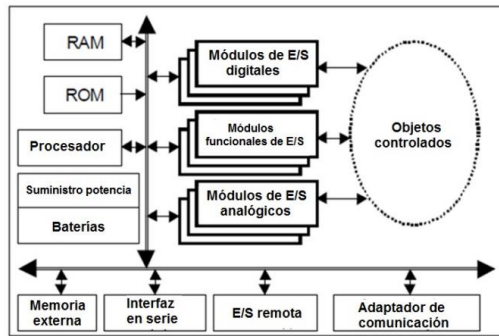 RAM
ROM
Procesador
Suministro potencia
Baterías
Módulos de E/S
digitales
Módulos
funcionales de E/S
Módulos de E/S
analógicos
Objetos
controlados
Memoria
externa
Interfaz
en serie
E/S remota
Adaptador de
comunicación